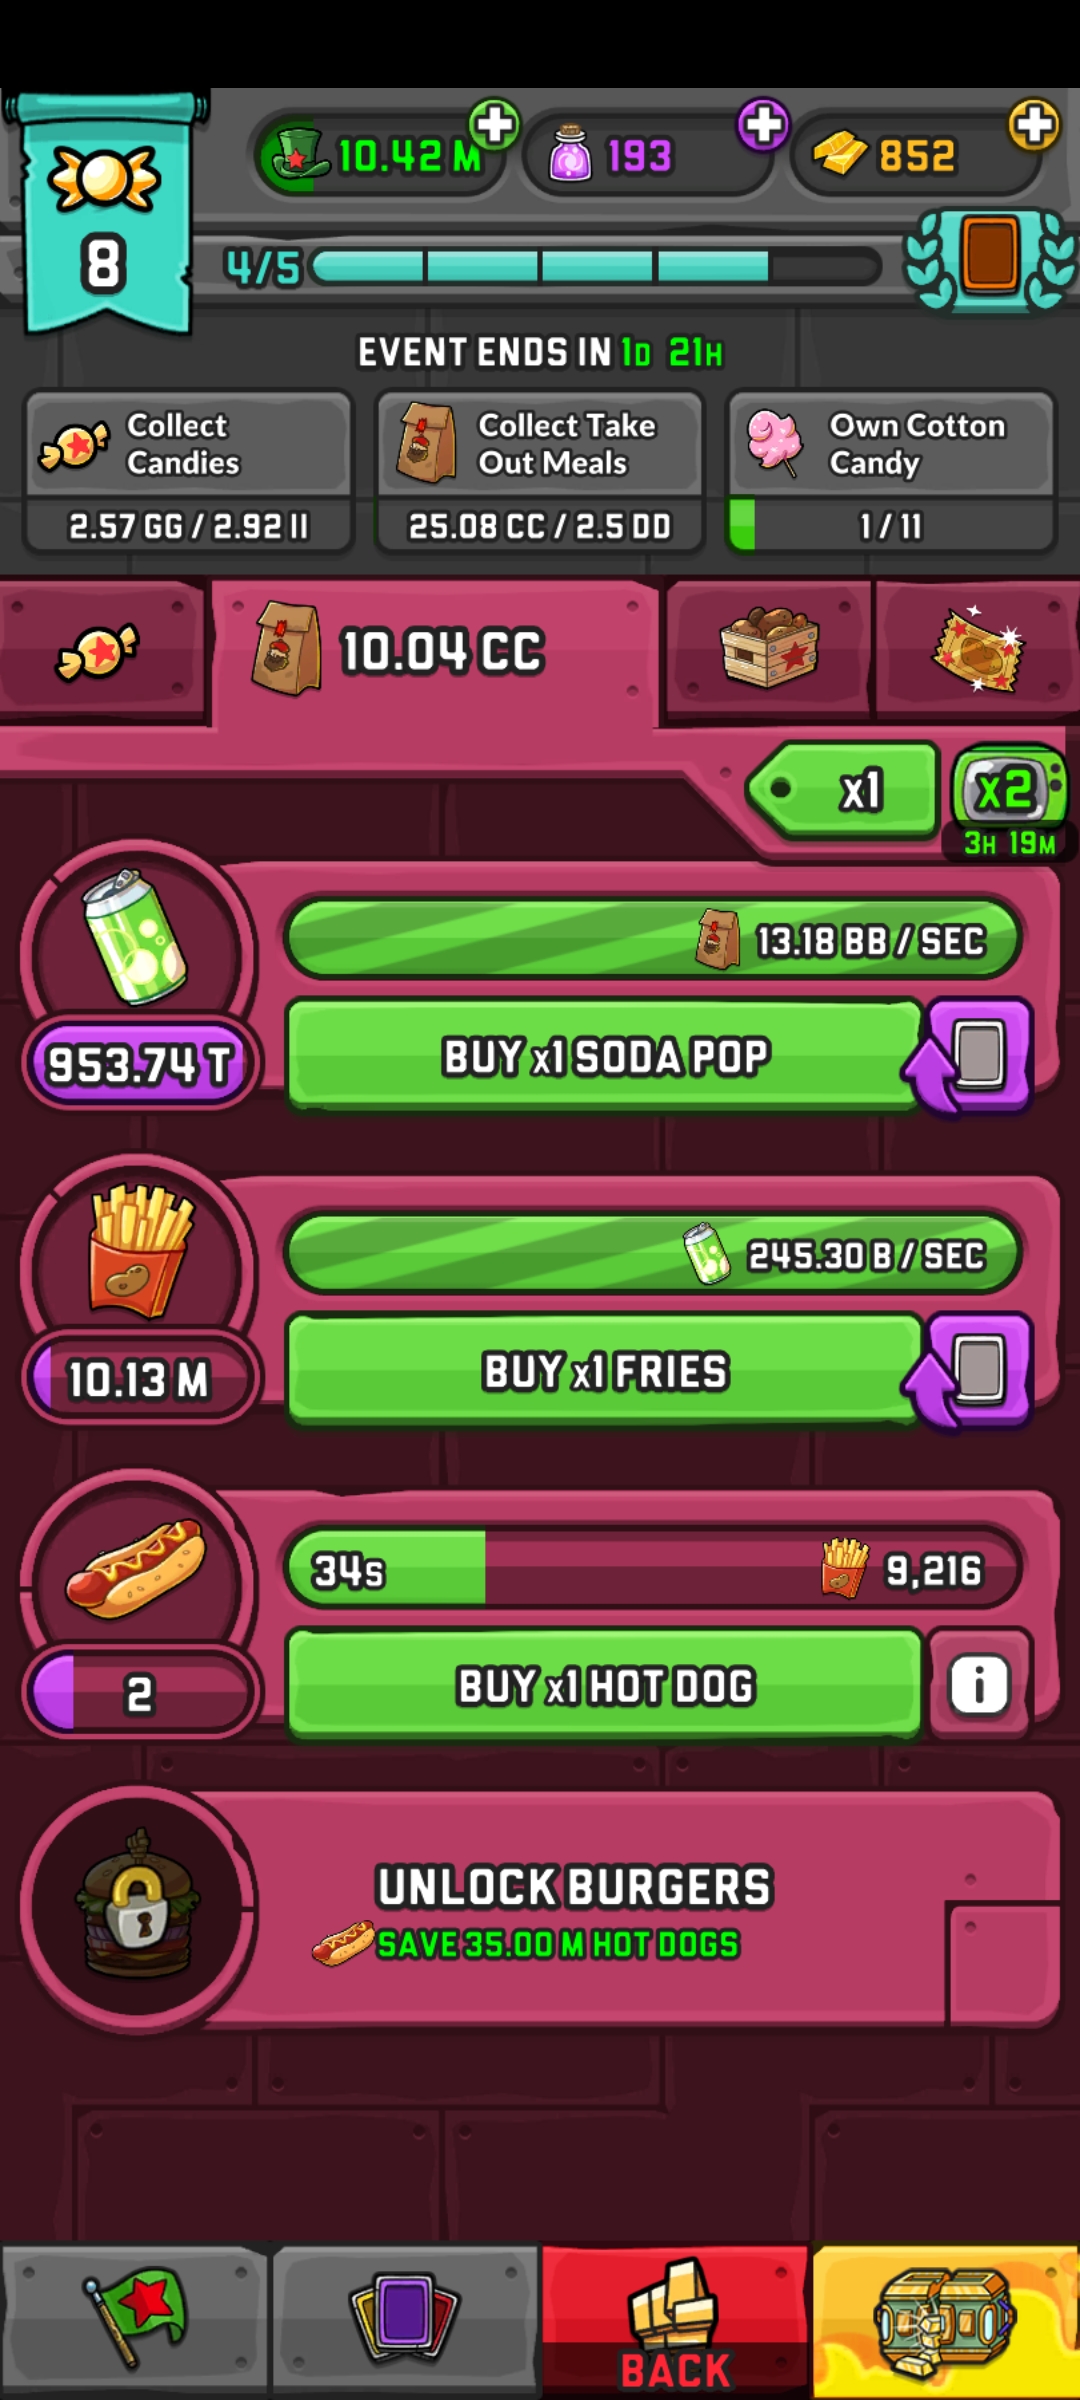 10.42 M
193
852
8
4/5
EVENT ENDS IN 1D 21H
Collect
Candies
2.57 GG / 2.92 II
Collect Take
Out Meals
25.08 CC / 2.5 DD
Own Cotton
Candy
1 / 11
10.04 CC
x1
x2
3H 19M
13.18 BB / SEC
953.74 T
BUY x1 SODA POP
245.30 B / SEC
10.13 M
BUY x1 FRIES
34s
9,216
2
BUY x1 HOT DOG
i
UNLOCK BURGERS
SAVE 35.00 M HOT DOGS
BACK